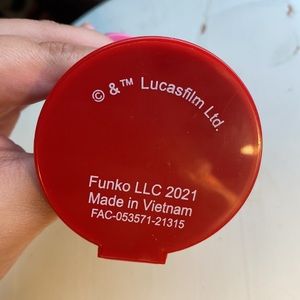 © &™ Lucasfilm Ltd.
Funko LLC 2021
Made in Vietnam
FAC-053571-21315